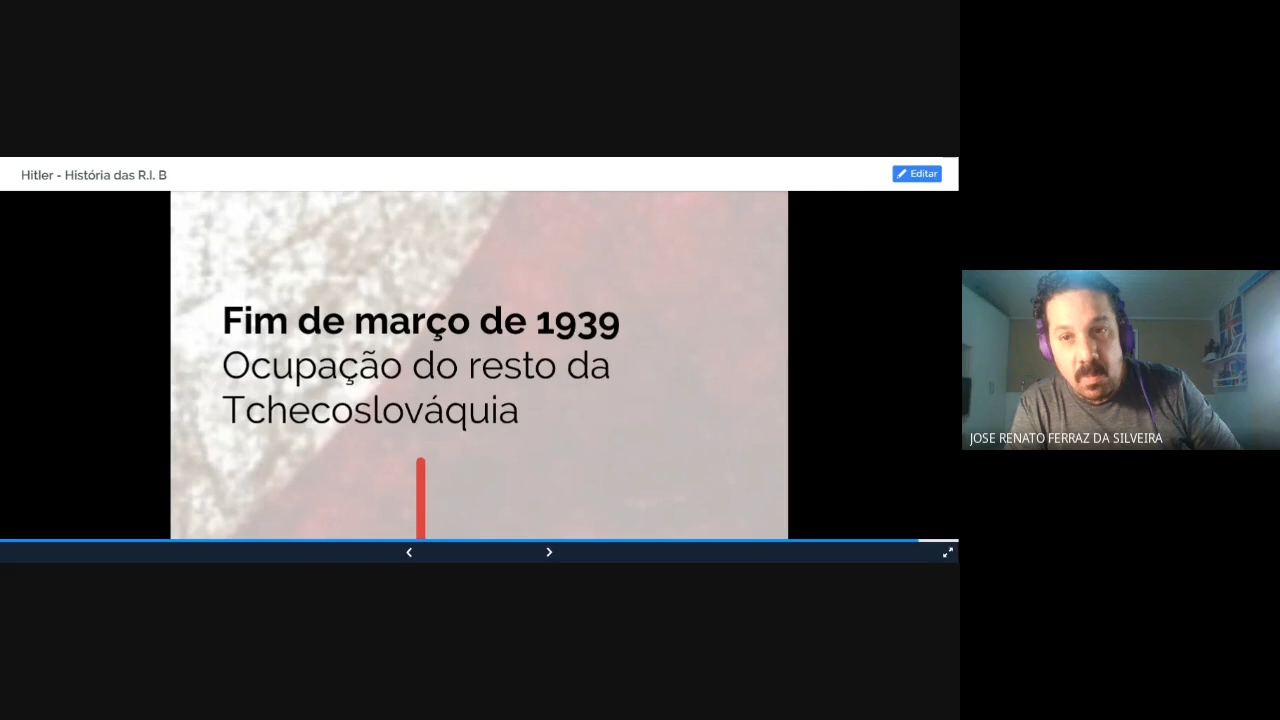 Hitler - História das R.I. B
Editar
Fim de março de 1939
Ocupação do resto da
Tchecoslováquia
JOSE RENATO FERRAZ DA SILVEIRA